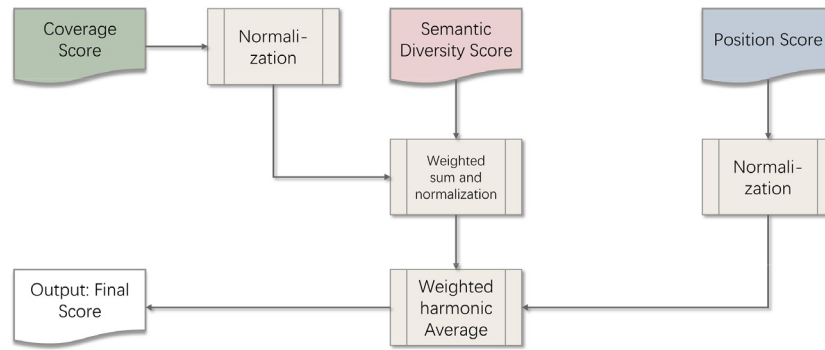 Coverage
Score
Normali-
zation
Semantic
Diversity Score
Position Score
Weighted
sum and
normalization
Normali-
zation
Output: Final
Score
Weighted
harmonic
Average